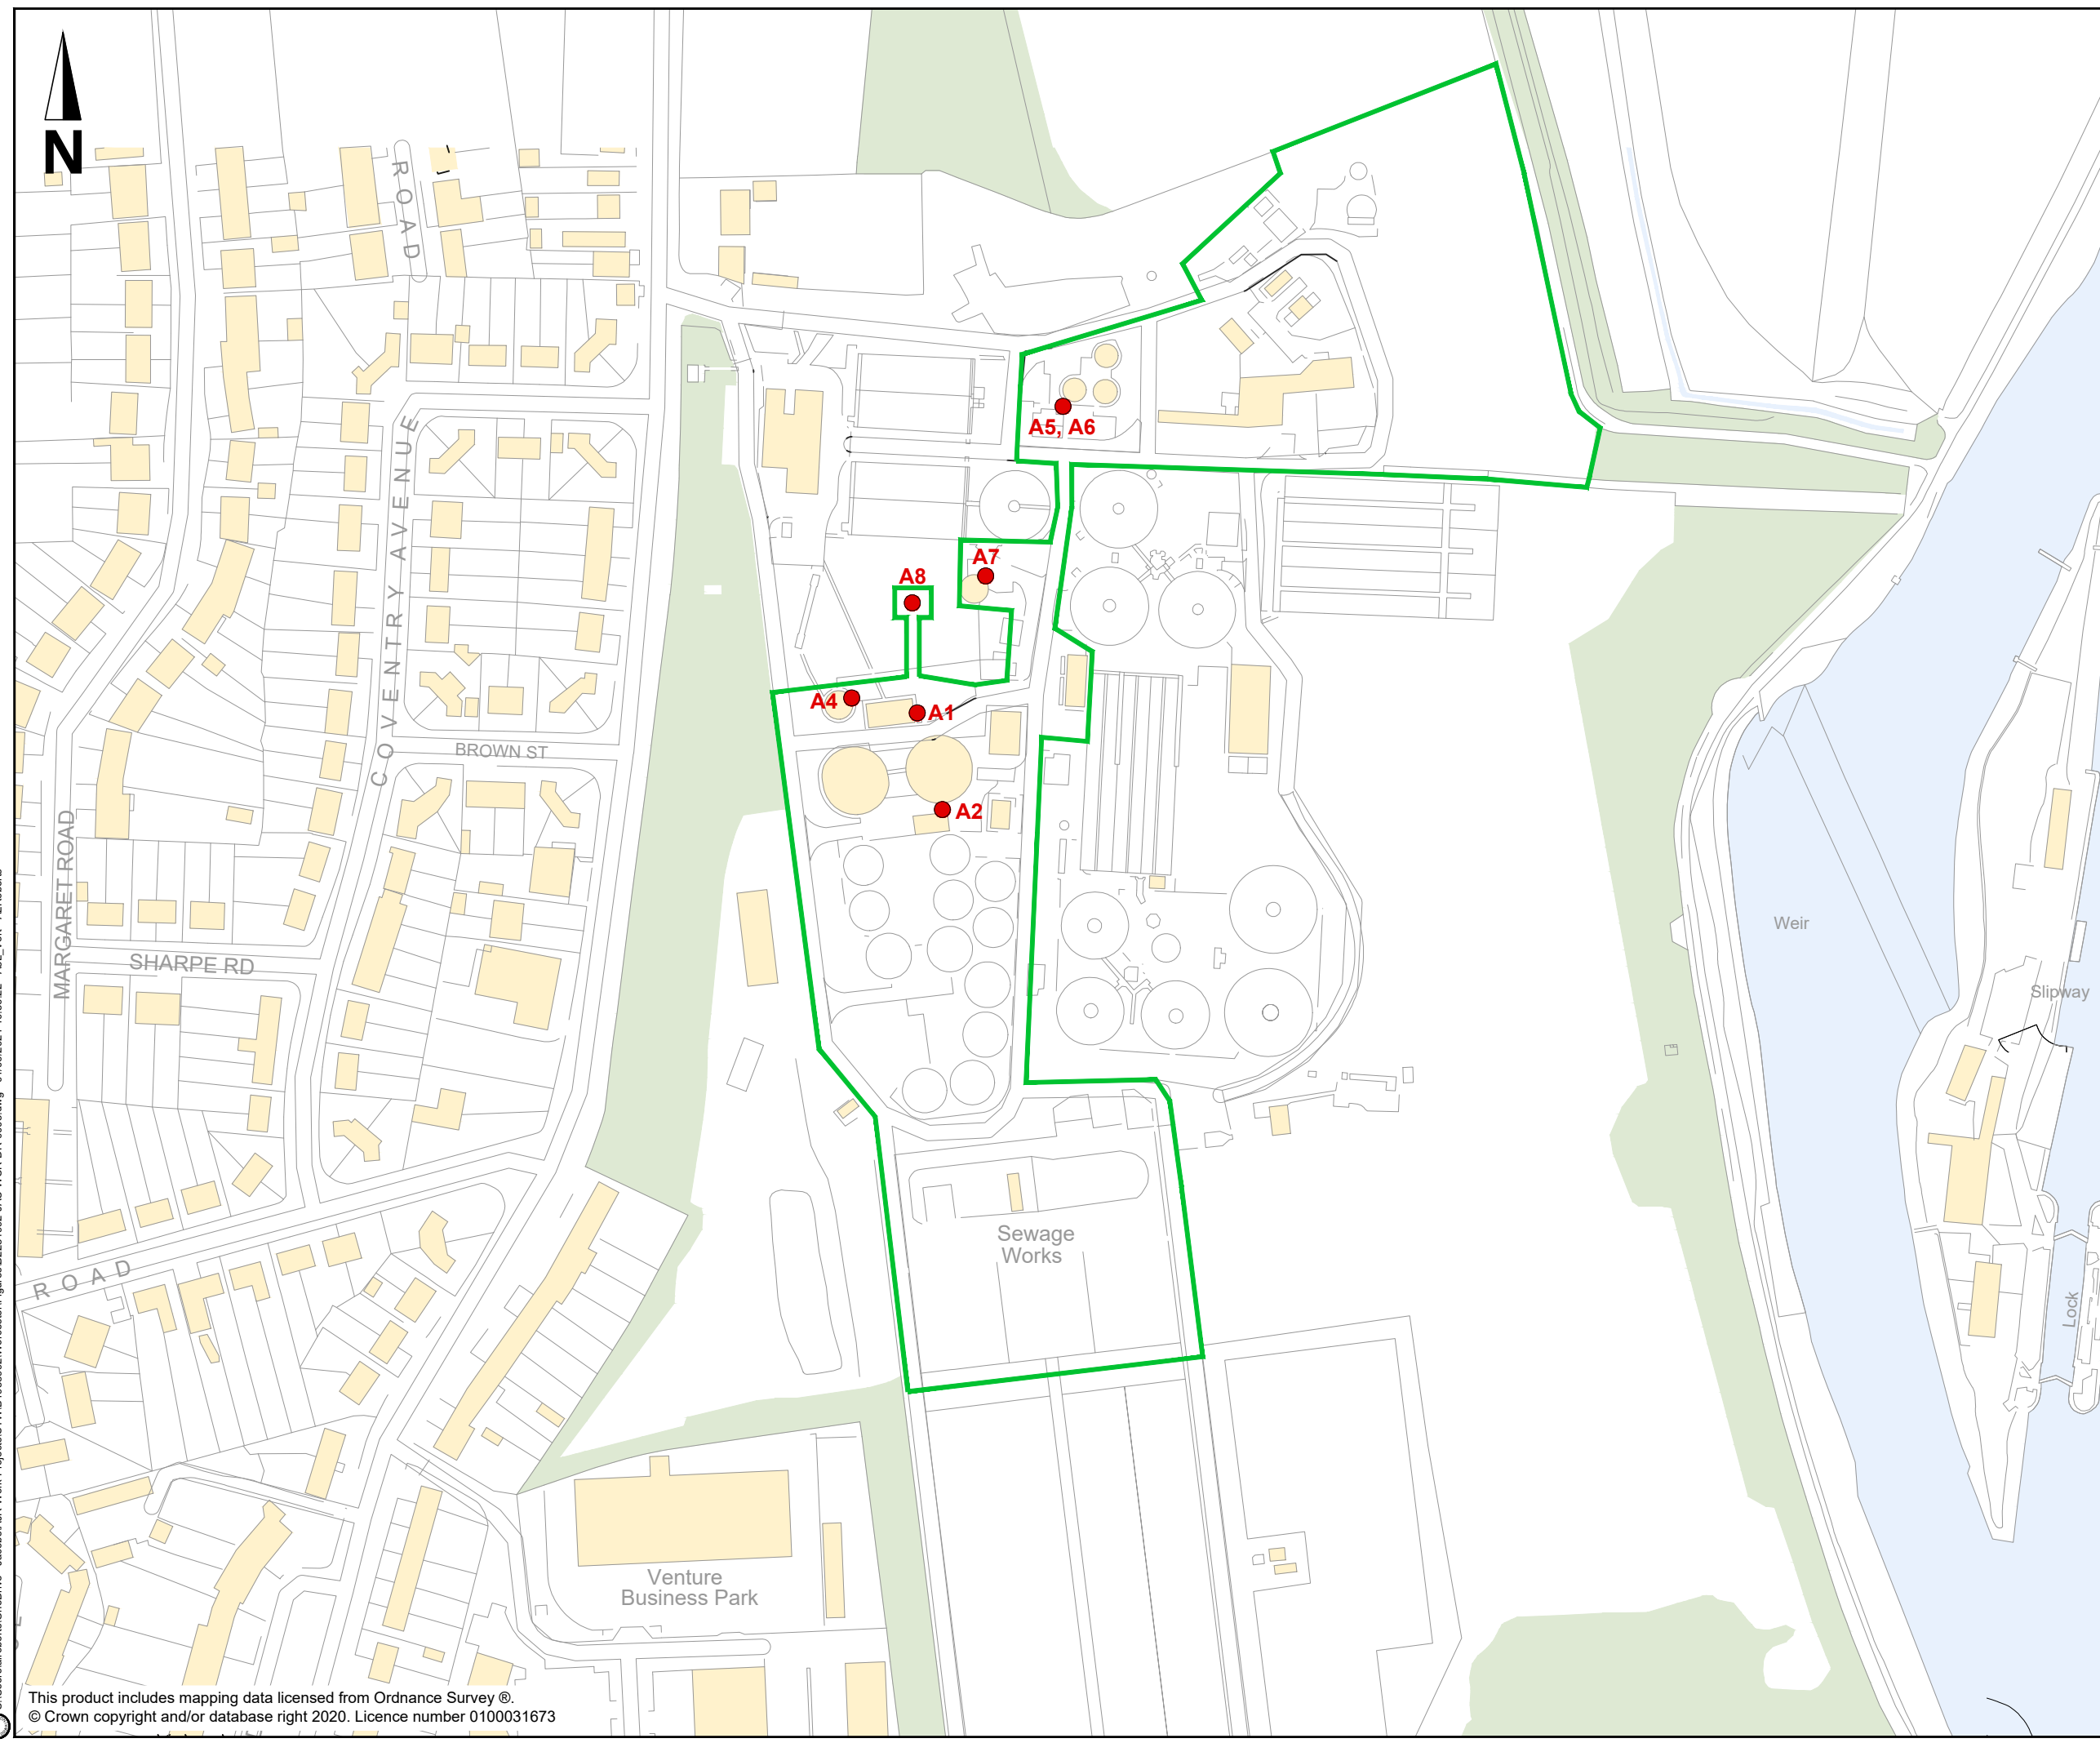 N
ROAD
A5, A6
A7
A8
A4
A1
A2
COVENTRY AVENUE
BROWN ST
MARGARET ROAD
SHARPE RD
Weir
Slipway
Sewage
Works
ROAD
Lock
Venture
Business Park
This product includes mapping data licensed from Ordnance Survey ®.
© Crown copyright and/or database right 2020. Licence number 0100031673